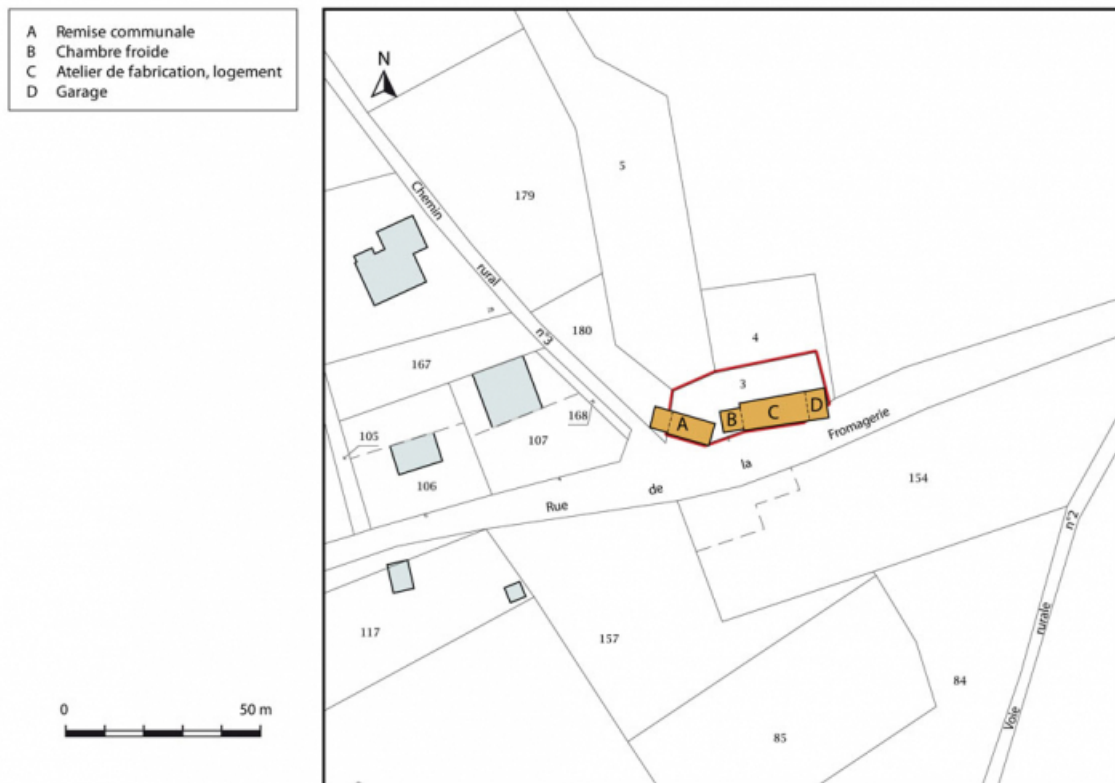 A Remise communale
B Chambre froide
C Atelier de fabrication, logement
D Garage
N
5
179
Chemin rural n°3
180
4
167
3
B C D
A
168
Rue de la Fromagerie
105
107
106
154
n°2
Voie rurale
117
157
84
85
0 50 m